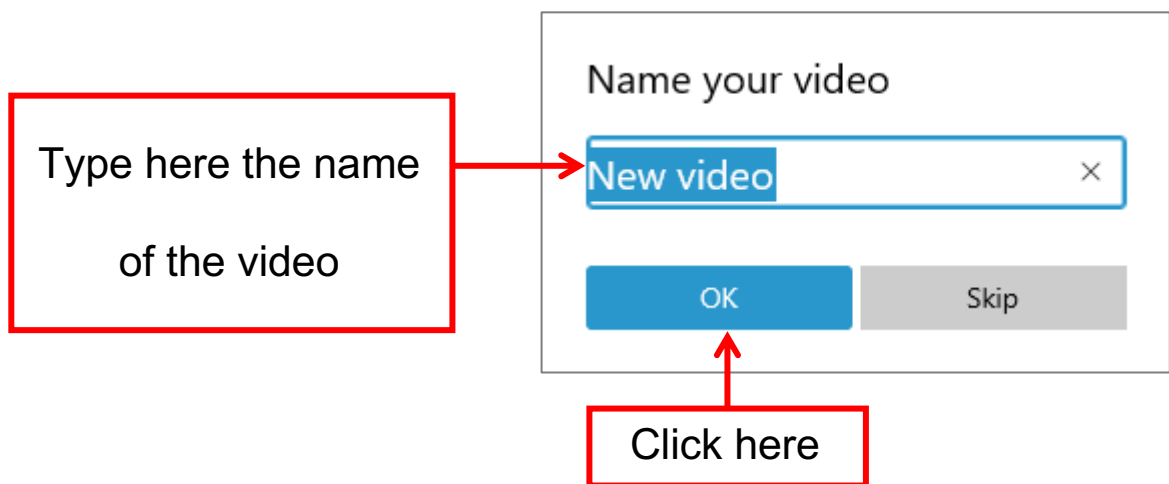 Name your video
Type here the name
of the video
New video
OK
Skip
Click here